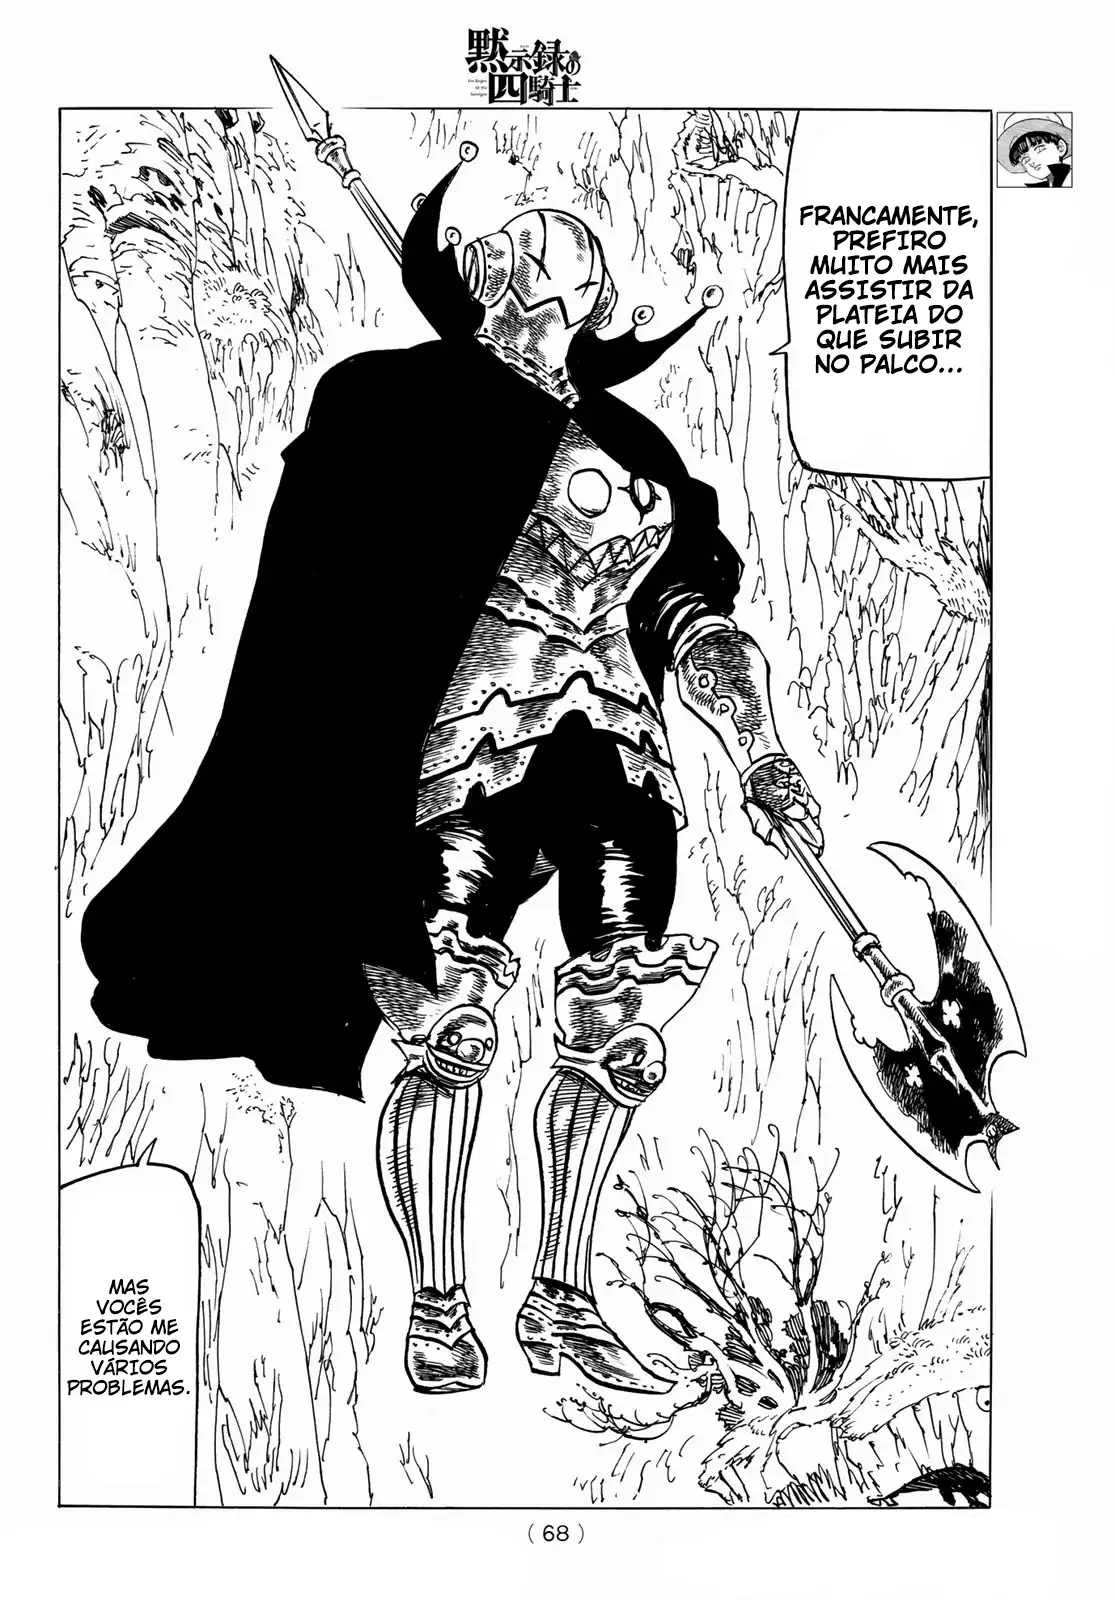 黙示録の
四騎士
FRANCAMENTE,
PREFIRO
MUITO MAIS
ASSISTIR DA
PLATEIA DO
QUE SUBIR
NO PALCO...
MAS
VOCÊS
ESTÃO ME
CAUSANDO
VÁRIOS
PROBLEMAS.
(68)